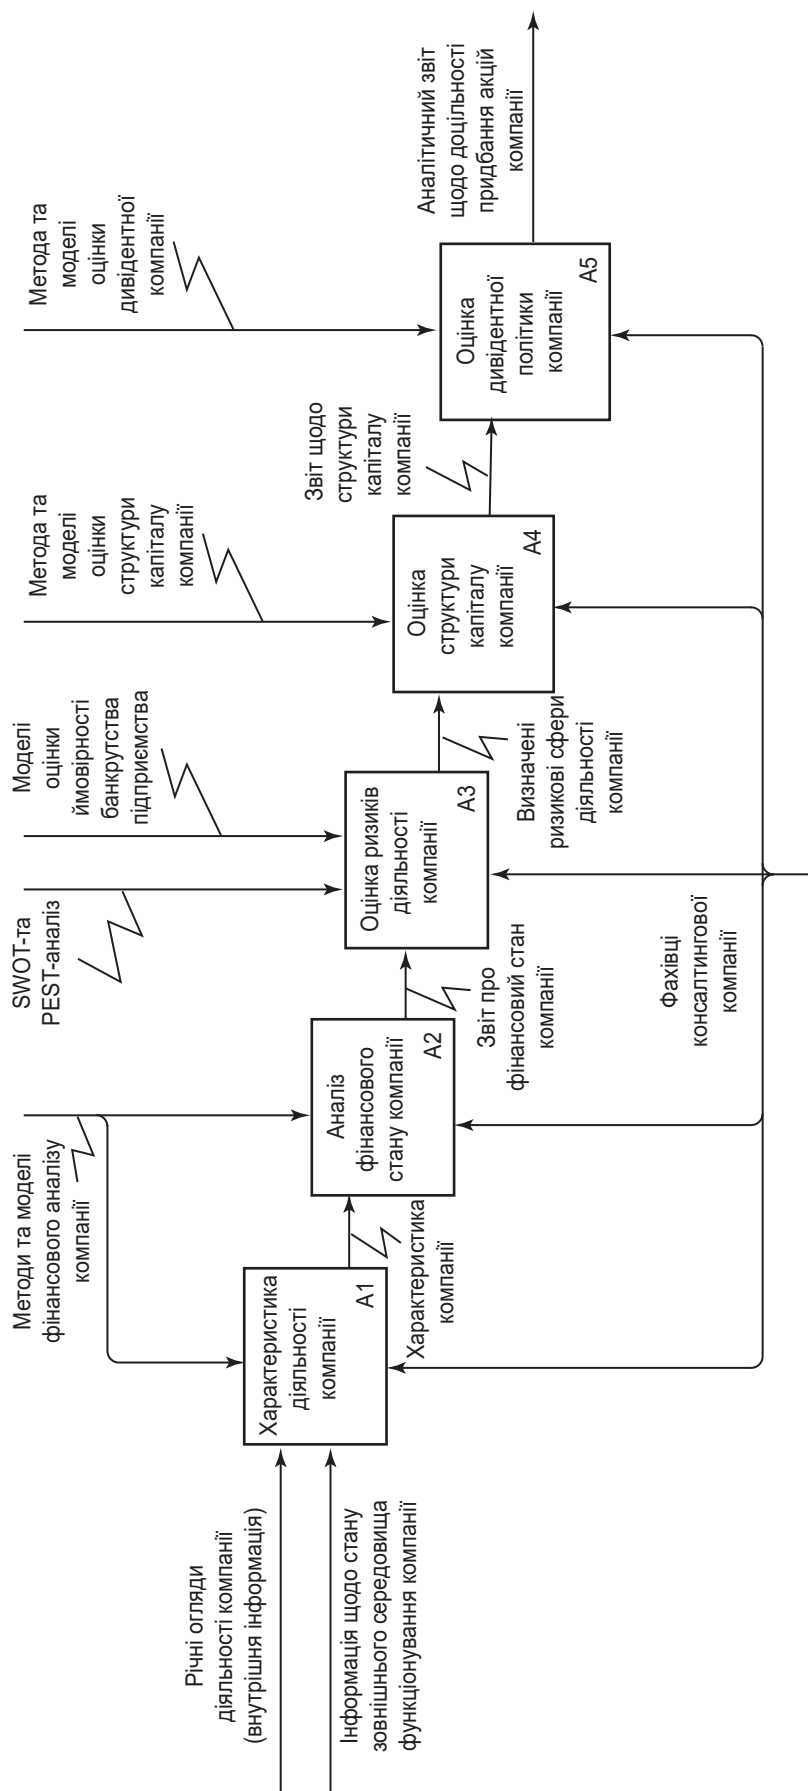 Методи та моделі
фінансового аналізу
компанії
SWOT-та
PEST-аналіз
Моделі
оцінки
ймовірності
банкрутства
підприємства
Метода та
моделі
оцінки
структури
капіталу
компанії
Метода та
моделі
оцінки
дивідентної
компанії
Річні огляди
діяльності компанії
(внутрішня інформація)
Інформація щодо стану
зовнішнього середовища
функціонування компанії
Характеристика
діяльності
компанії
A1
Характеристика
компанії
Аналіз
фінансового
стану компанії
A2
Звіт про
фінансовий стан
компанії
Оцінка ризиків
діяльності
компанії
A3
Визначені
ризикові сфери
діяльності
компанії
Оцінка
структури
капіталу
компанії
A4
Звіт щодо
структури
капіталу
компанії
Оцінка
дивідентної
політики
компанії
A5
Аналітичний звіт
щодо доцільності
придбання акцій
компанії
Фахівці
консалтингової
компанії